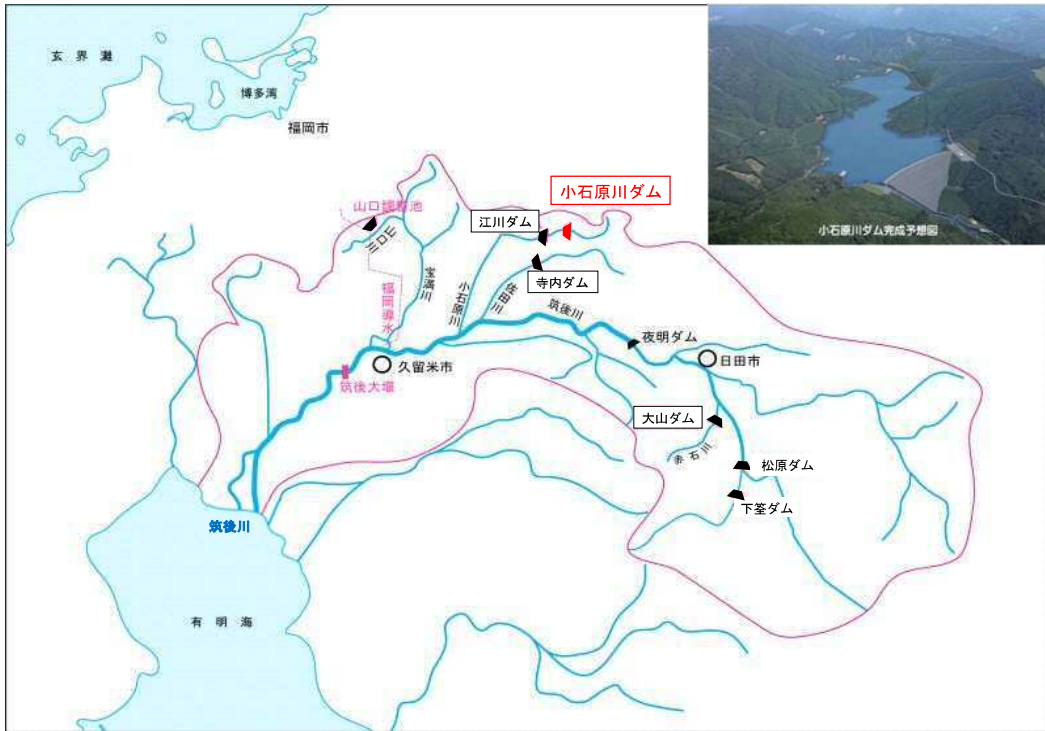 玄界灘
博多湾
福岡市
小石原川ダム完成予想図
小石原川ダム
山口調整池
江川ダム
山口川
寺内ダム
宝満川
福岡導水
小石原川
佐田川
筑後川
夜明ダム
日田市
久留米市
筑後大堰
大山ダム
赤石川
松原ダム
下筌ダム
筑後川
有明海